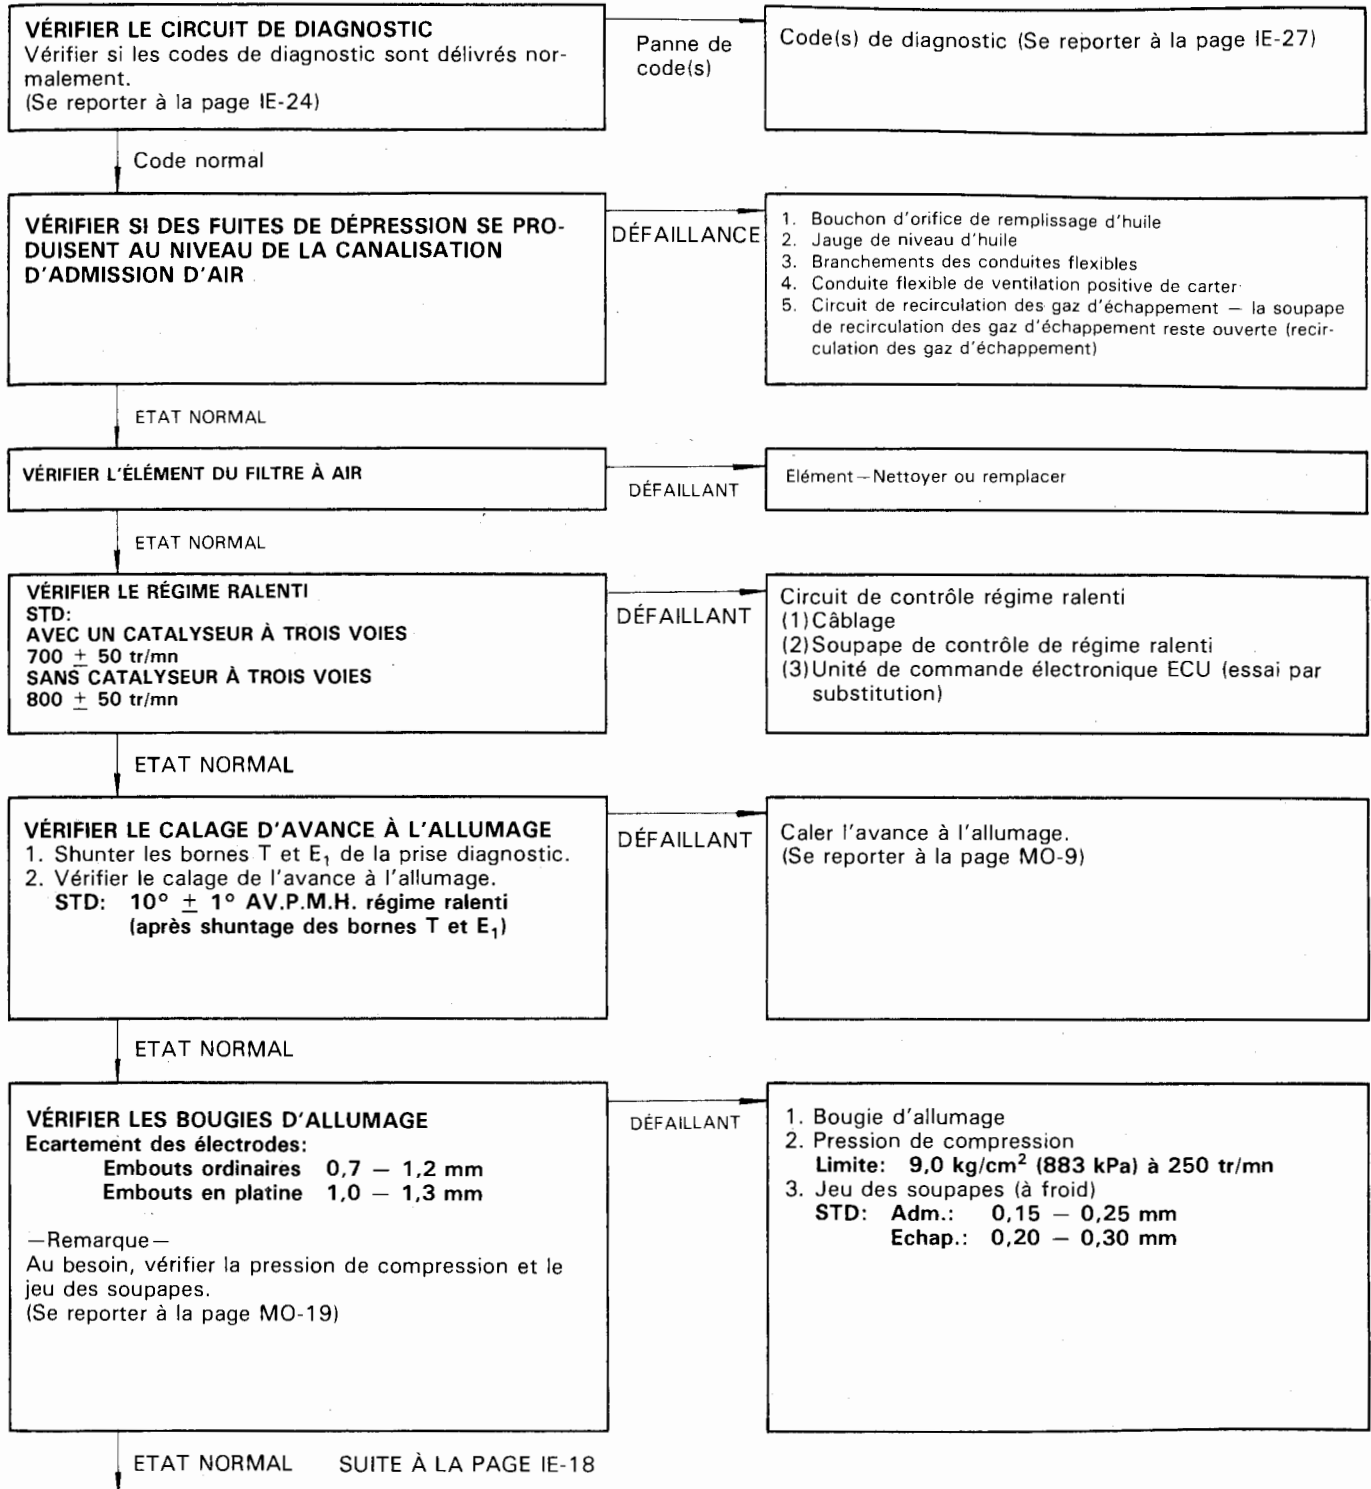 VÉRIFIER LE CIRCUIT DE DIAGNOSTIC
Vérifier si les codes de diagnostic sont délivrés nor-
malement.
(Se reporter à la page IE-24)
Panne de
code(s)
Code(s) de diagnostic (Se reporter à la page IE-27)
Code normal
VÉRIFIER SI DES FUITES DE DÉPRESSION SE PRO-
DUISENT AU NIVEAU DE LA CANALISATION
D'ADMISSION D'AIR
DÉFAILLANCE
1. Bouchon d'orifice de remplissage d'huile
2. Jauge de niveau d'huile
3. Branchements des conduites flexibles
4. Conduite flexible de ventilation positive de carter
5. Circuit de recirculation des gaz d'échappement — la soupape
de recirculation des gaz d'échappement reste ouverte (recir-
culation des gaz d'échappement)
ETAT NORMAL
VÉRIFIER L'ÉLÉMENT DU FILTRE À AIR
DÉFAILLANT
Elément—Nettoyer ou remplacer
ETAT NORMAL
VÉRIFIER LE RÉGIME RALENTI
STD:
AVEC UN CATALYSEUR À TROIS VOIES
700 ± 50 tr/mn
SANS CATALYSEUR À TROIS VOIES
800 ± 50 tr/mn
DÉFAILLANT
Circuit de contrôle régime ralenti
(1) Câblage
(2) Soupape de contrôle de régime ralenti
(3) Unité de commande électronique ECU (essai par
substitution)
ETAT NORMAL
VÉRIFIER LE CALAGE D'AVANCE À L'ALLUMAGE
1. Shunter les bornes T et E₁ de la prise diagnostic.
2. Vérifier le calage de l'avance à l'allumage.
STD: 10° ± 1° AV.P.M.H. régime ralenti
(après shuntage des bornes T et E₁)
DÉFAILLANT
Caler l'avance à l'allumage.
(Se reporter à la page MO-9)
ETAT NORMAL
VÉRIFIER LES BOUGIES D'ALLUMAGE
Ecartement des électrodes:
Embouts ordinaires 0,7 — 1,2 mm
Embouts en platine 1,0 — 1,3 mm
—Remarque—
Au besoin, vérifier la pression de compression et le
jeu des soupapes.
(Se reporter à la page MO-19)
DÉFAILLANT
1. Bougie d'allumage
2. Pression de compression
Limite: 9,0 kg/cm² (883 kPa) à 250 tr/mn
3. Jeu des soupapes (à froid)
STD: Adm.: 0,15 — 0,25 mm
Echap.: 0,20 — 0,30 mm
ETAT NORMAL SUITE À LA PAGE IE-18